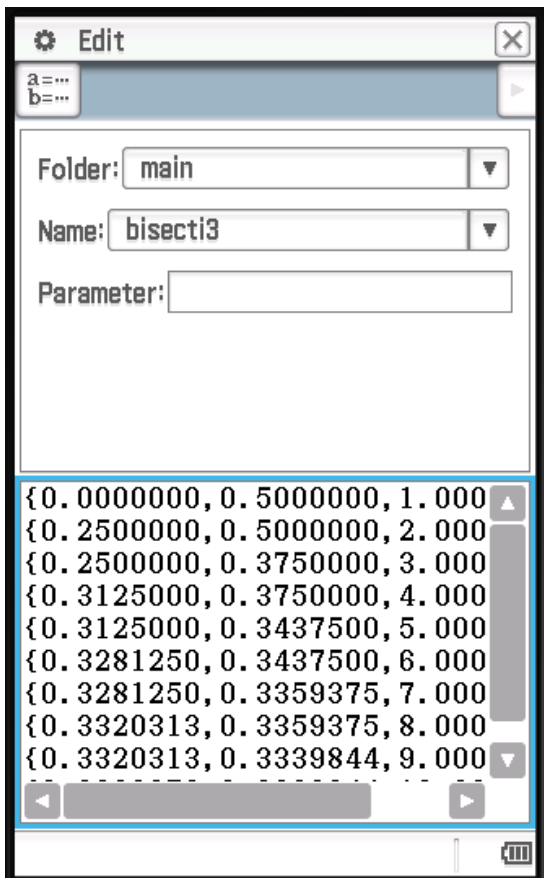 Edit
a=…
b=…
Folder: main
Name: bisecti3
Parameter:
{0.0000000,0.5000000,1.000
{0.2500000,0.5000000,2.000
{0.2500000,0.3750000,3.000
{0.3125000,0.3750000,4.000
{0.3125000,0.3437500,5.000
{0.3281250,0.3437500,6.000
{0.3281250,0.3359375,7.000
{0.3320313,0.3359375,8.000
{0.3320313,0.3339844,9.000